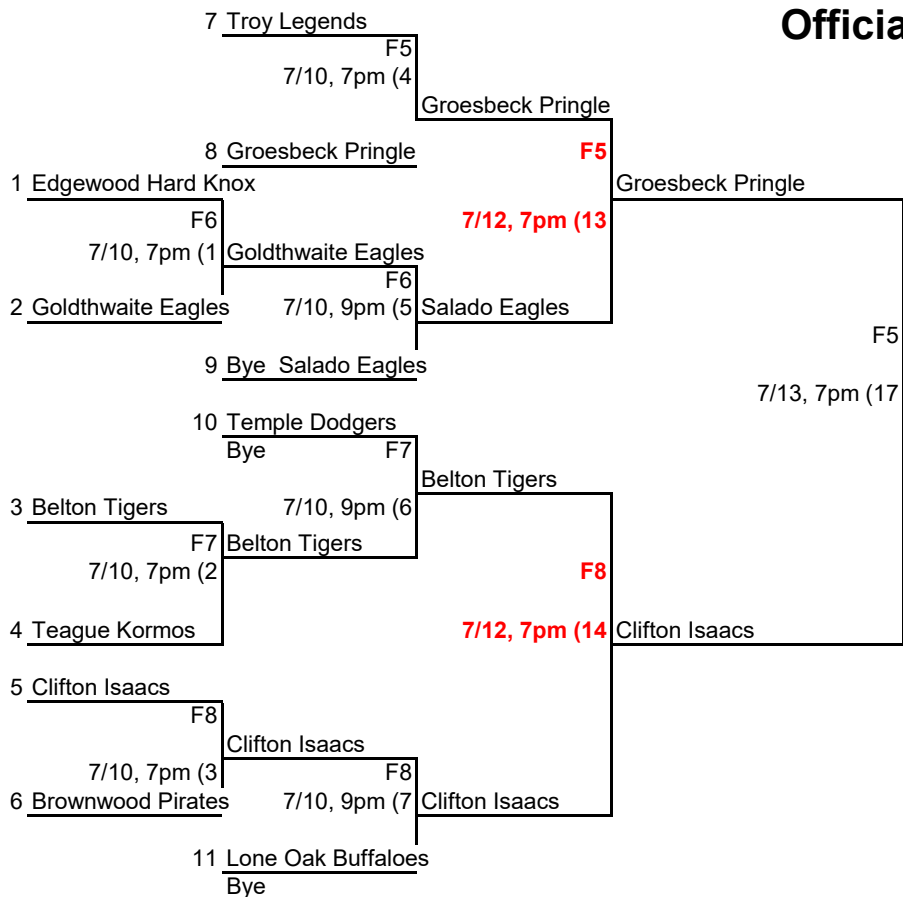 7 Troy Legends
Officia
F5
7/10, 7pm (4
Groesbeck Pringle
8 Groesbeck Pringle
F5
1 Edgewood Hard Knox
Groesbeck Pringle
F6
7/12, 7pm (13
7/10, 7pm (1
Goldthwaite Eagles
F6
2 Goldthwaite Eagles
7/10, 9pm (5
Salado Eagles
F5
9 Bye Salado Eagles
7/13, 7pm (17
10 Temple Dodgers
Bye
F7
Belton Tigers
3 Belton Tigers
7/10, 9pm (6
F7
Belton Tigers
7/10, 7pm (2
F8
4 Teague Kormos
7/12, 7pm (14
Clifton Isaacs
5 Clifton Isaacs
F8
Clifton Isaacs
7/10, 7pm (3
F8
6 Brownwood Pirates
7/10, 9pm (7
Clifton Isaacs
11 Lone Oak Buffaloes
Bye